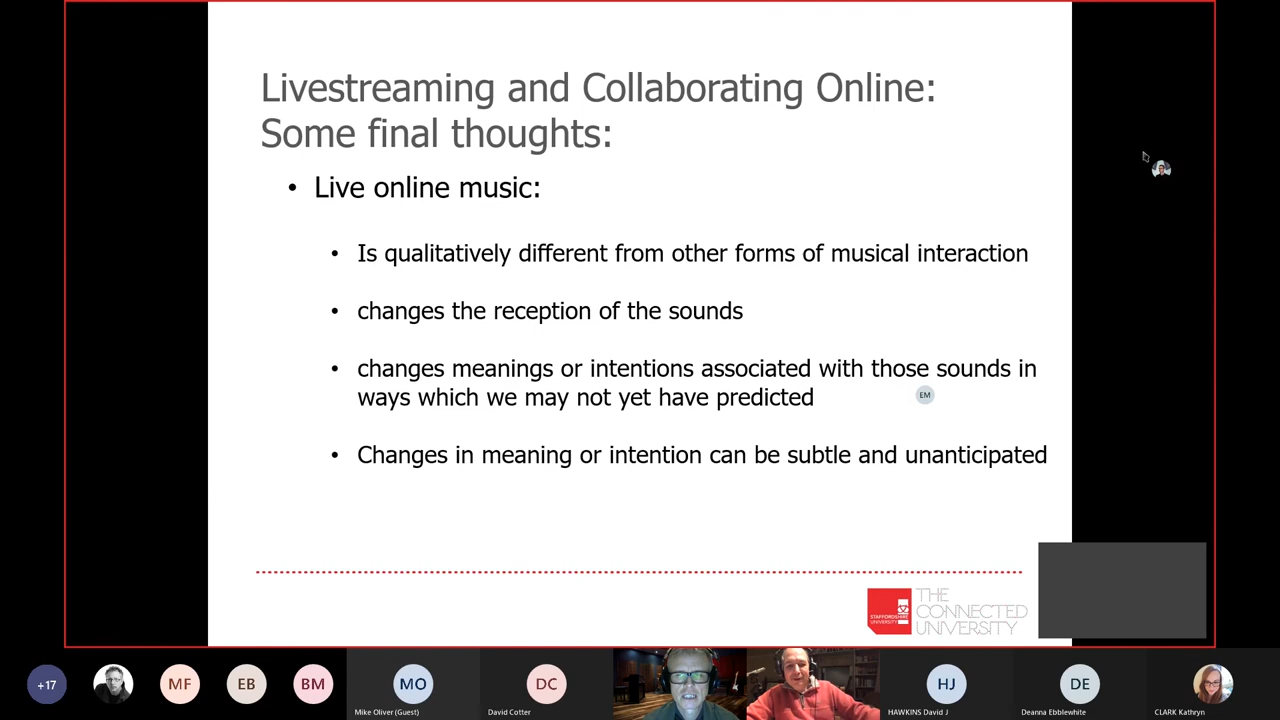 Livestreaming and Collaborating Online:
Some final thoughts:
• Live online music:
• Is qualitatively different from other forms of musical interaction
• changes the reception of the sounds
• changes meanings or intentions associated with those sounds in
ways which we may not yet have predicted
EM
• Changes in meaning or intention can be subtle and unanticipated
STAFFORDSHIRE
UNIVERSITY
THE
CONNECTED
UNIVERSITY
+17
MF
EB
BM
MO
Mike Oliver (Guest)
DC
David Cotter
HJ
HAWKINS David J
DE
Deanna Ebblewhite
CLARK Kathryn